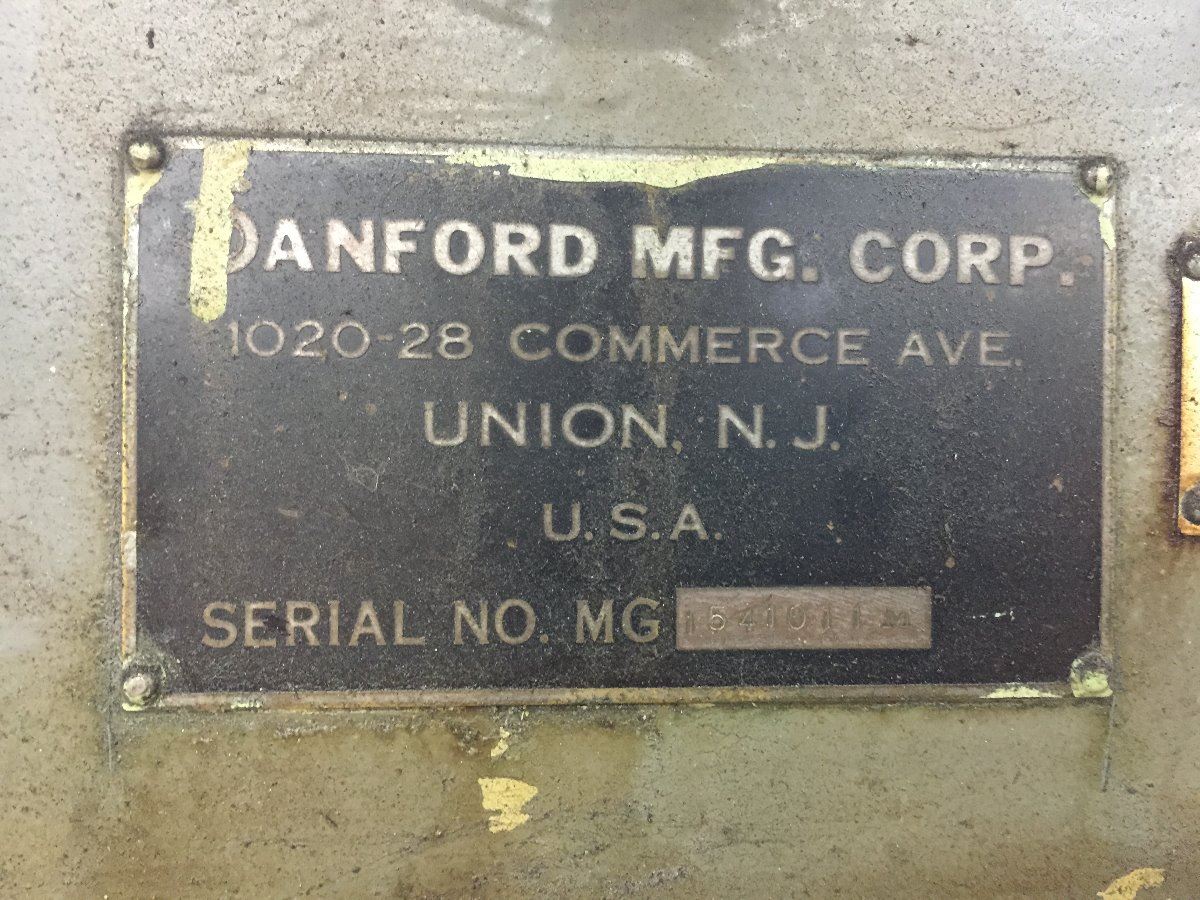 DANFORD MFG. CORP.
1020-28 COMMERCE AVE.
UNION, N. J.
U. S. A.
SERIAL NO. MG